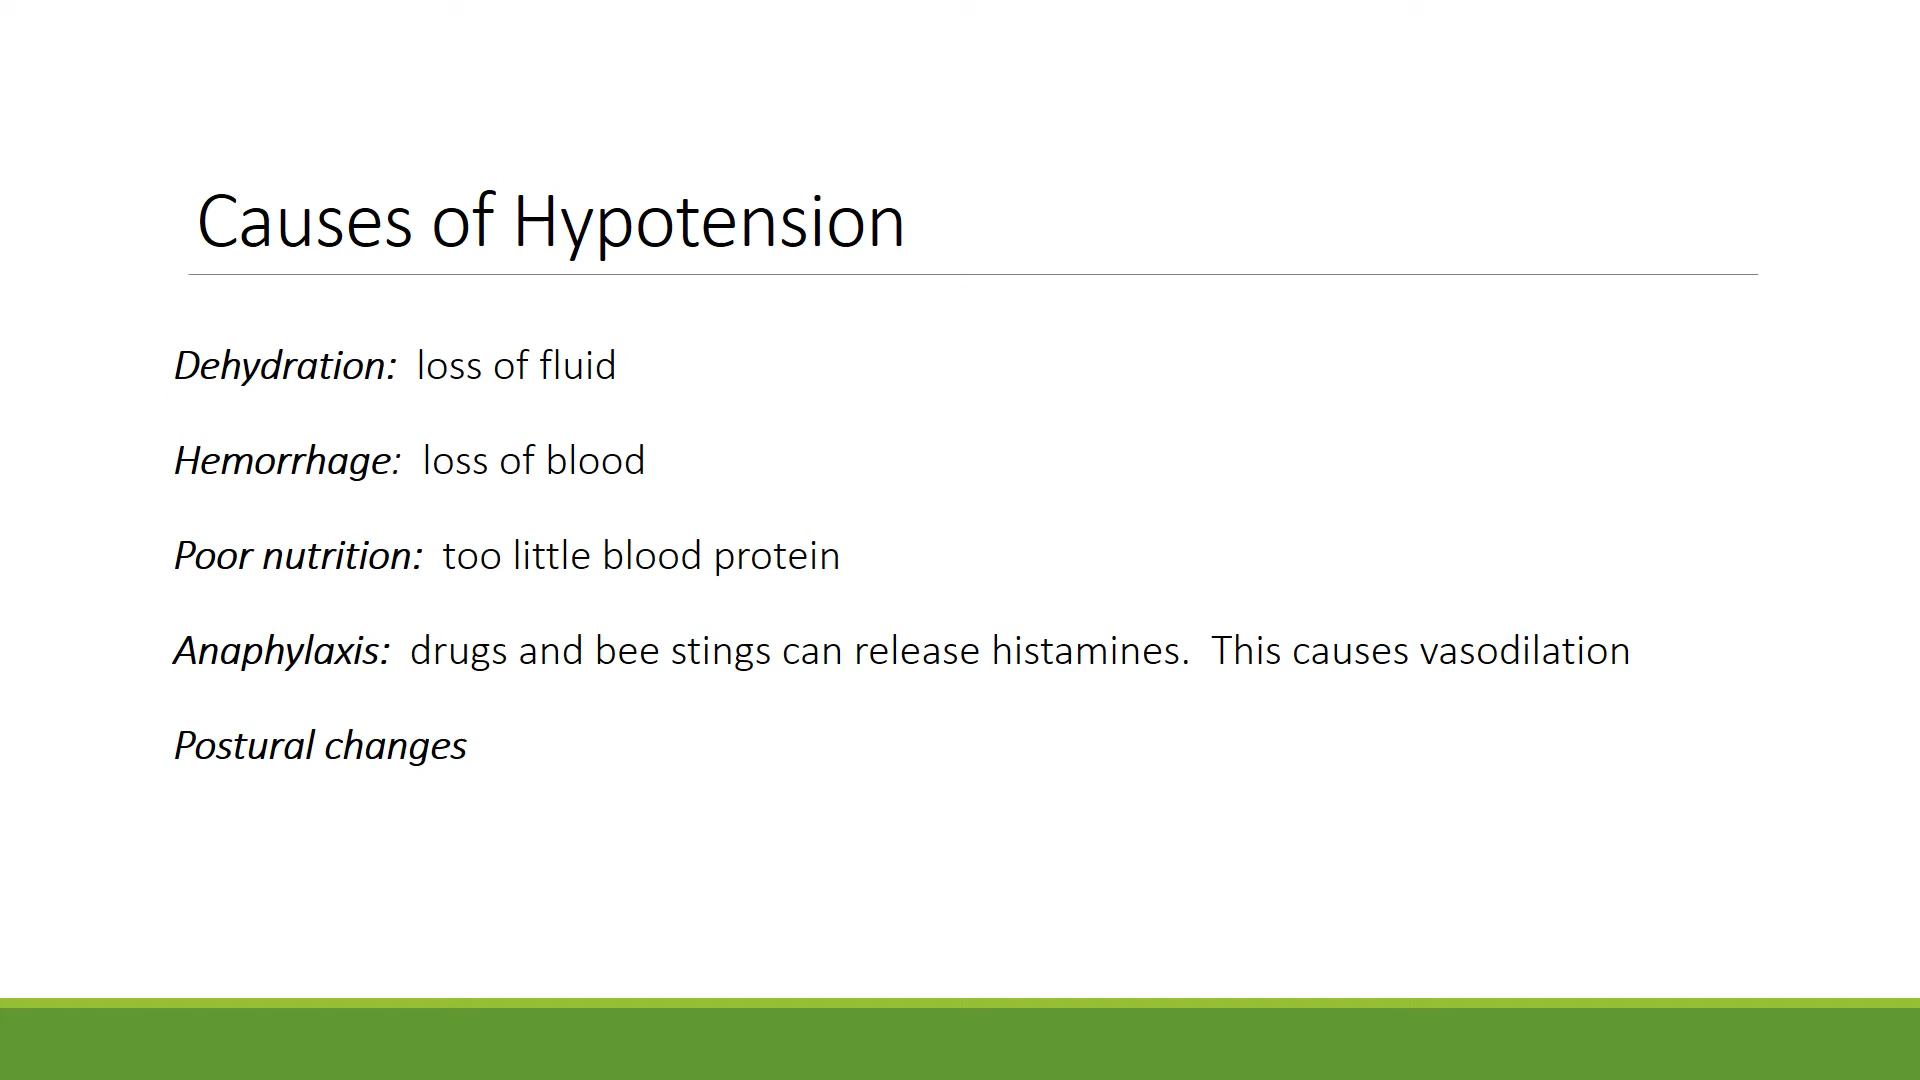 Causes of Hypotension
Dehydration:  loss of fluid
Hemorrhage:  loss of blood
Poor nutrition:  too little blood protein
Anaphylaxis:  drugs and bee stings can release histamines.  This causes vasodilation
Postural changes